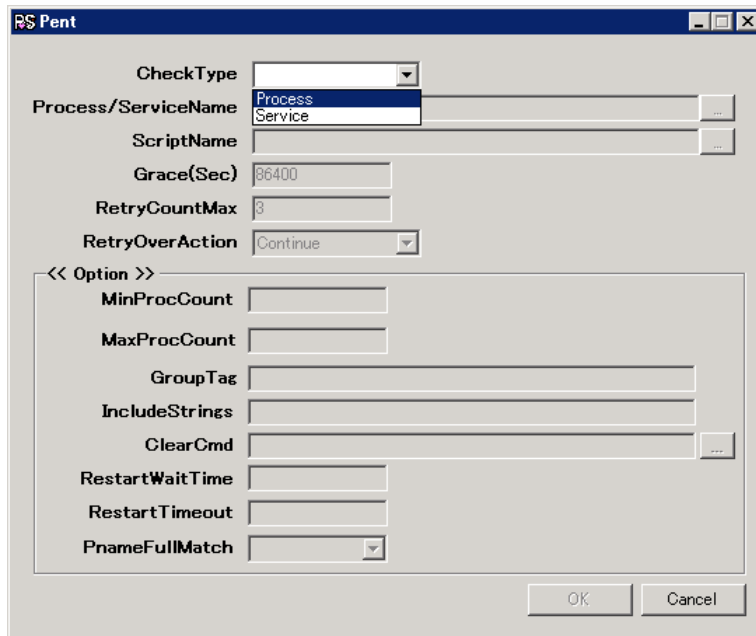 RS Pent
CheckType
Process
Service
Process/ServiceName ...
ScriptName ...
Grace(Sec) 86400
RetryCountMax 3
RetryOverAction Continue
<< Option >>
MinProcCount
MaxProcCount
GroupTag
IncludeStrings
ClearCmd ...
RestartWaitTime
RestartTimeout
PnameFullMatch
OK Cancel